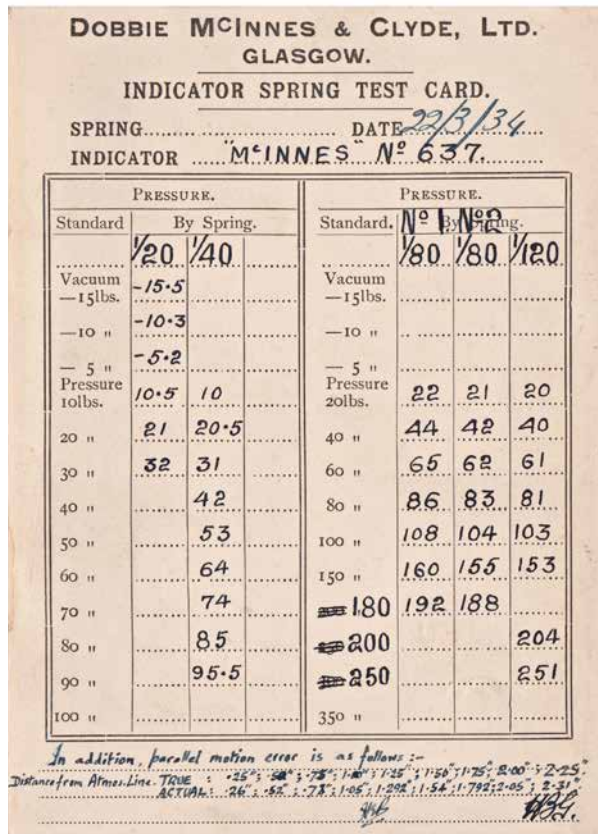 DOBBIE McINNES & CLYDE, LTD.
GLASGOW.
INDICATOR SPRING TEST CARD.
SPRING.................................. DATE 22/3/34
INDICATOR ......"McINNES" Nº 637.........
PRESSURE. PRESSURE.
Standard By Spring. Standard. Nº 1. Nº 2 By Spring.
1/20 1/40 1/80 1/80 1/120
Vacuum —15lbs. -15·5 Vacuum —15lbs.
—10 " -10·3 —10 "
— 5 " -5·2 — 5 "
Pressure 10lbs. 10·5 10 Pressure 20lbs. 22 21 20
20 " 21 20·5 40 " 44 42 40
30 " 32 31 60 " 65 62 61
40 " 42 80 " 86 83 81
50 " 53 100 " 108 104 103
60 " 64 150 " 160 155 153
70 " 74 180 192 188
80 " 85 200 204
90 " 95·5 250 251
100 " 350 "
In addition, parallel motion error is as follows :-
Distance from Atmos. Line. TRUE : ·25"; ·50"; ·75"; 1·00"; 1·25"; 1·50"; 1·75"; 2·00"; 2·25"
ACTUAL : ·26"; ·52"; ·78"; 1·05"; 1·292"; 1·54"; 1·792"; 2·05"; 2·31"